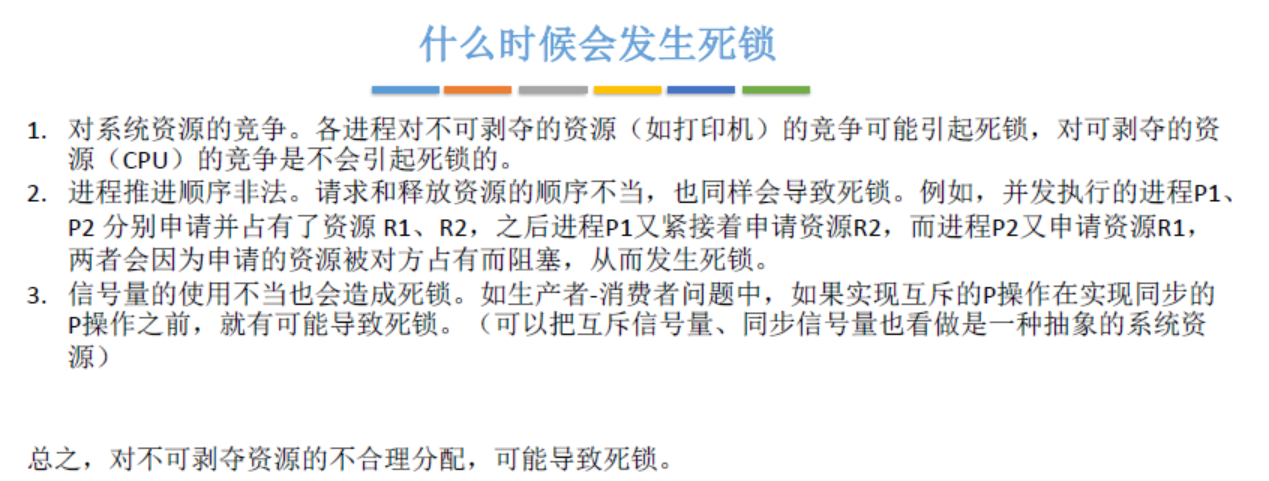 什么时候会发生死锁
1. 对系统资源的竞争。各进程对不可剥夺的资源（如打印机）的竞争可能引起死锁，对可剥夺的资
源（CPU）的竞争是不会引起死锁的。
2. 进程推进顺序非法。请求和释放资源的顺序不当，也同样会导致死锁。例如，并发执行的进程P1、
P2 分别申请并占有了资源 R1、R2，之后进程P1又紧接着申请资源R2，而进程P2又申请资源R1，
两者会因为申请的资源被对方占有而阻塞，从而发生死锁。
3. 信号量的使用不当也会造成死锁。如生产者-消费者问题中，如果实现互斥的P操作在实现同步的
P操作之前，就有可能导致死锁。（可以把互斥信号量、同步信号量也看做是一种抽象的系统资
源）
总之，对不可剥夺资源的不合理分配，可能导致死锁。